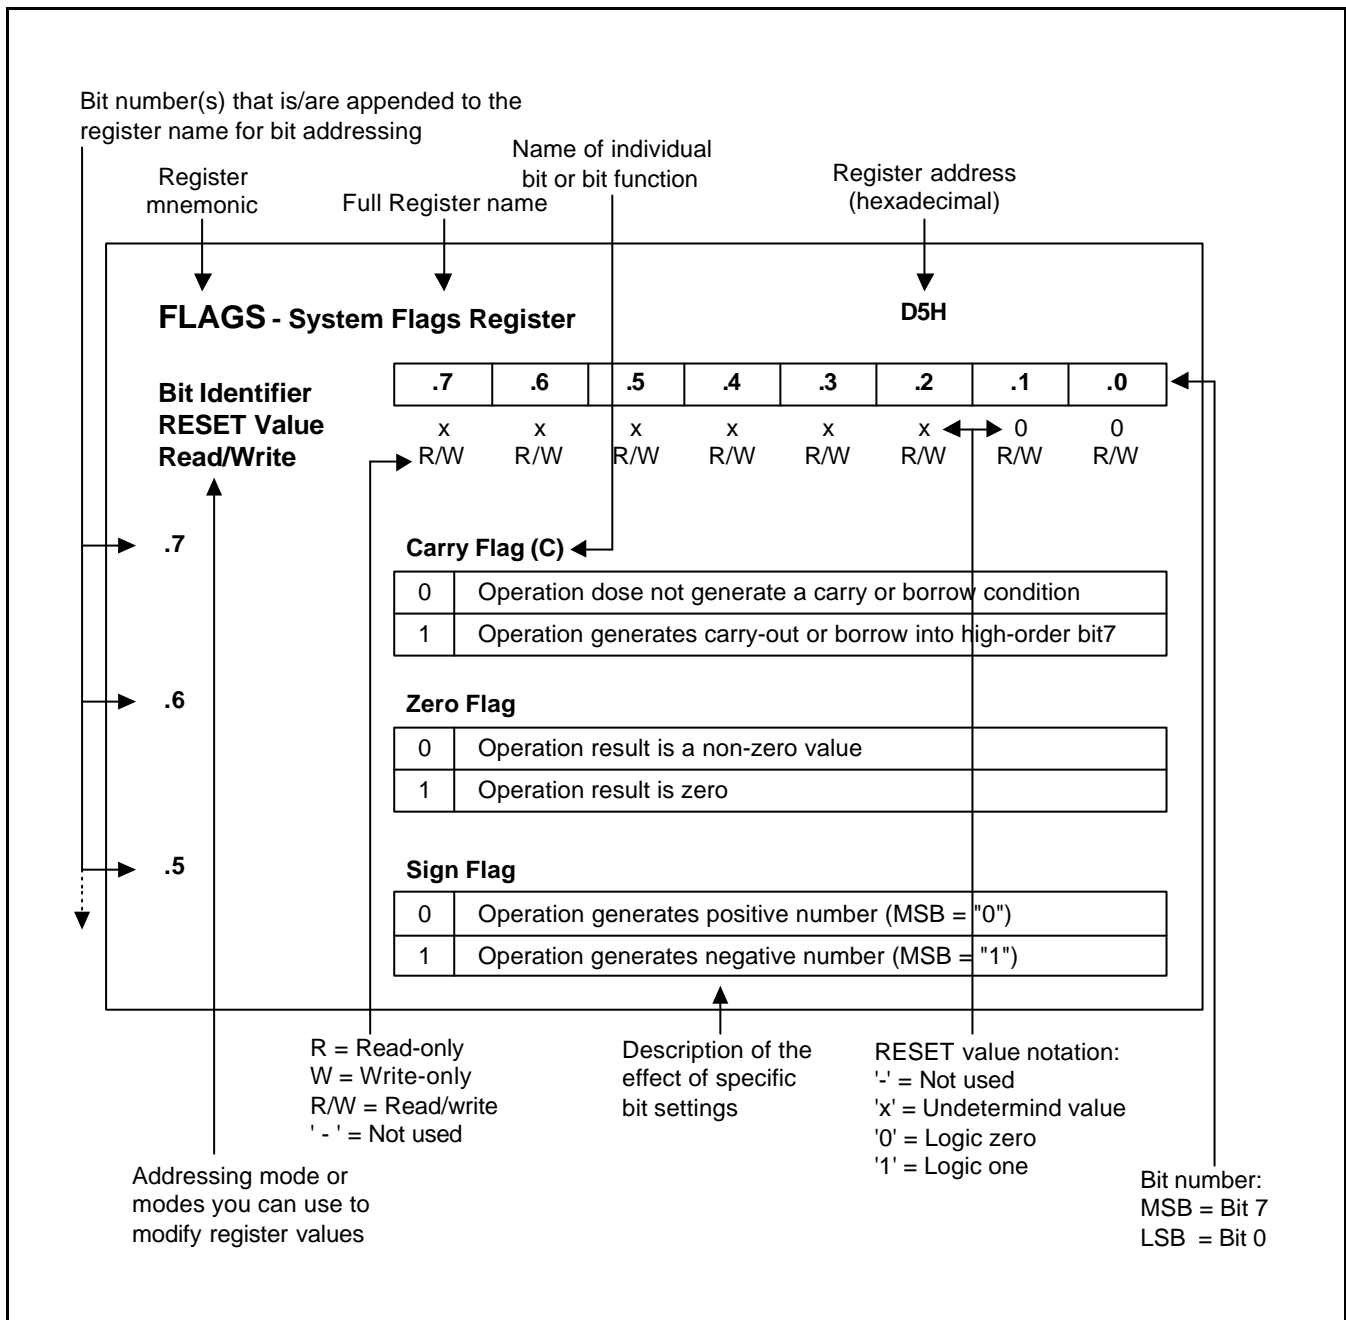 Bit number(s) that is/are appended to the
register name for bit addressing
Name of individual
bit or bit function
Register
mnemonic
Full Register name
Register address
(hexadecimal)
FLAGS - System Flags Register
D5H
Bit Identifier
.7 .6 .5 .4 .3 .2 .1 .0
RESET Value
x x x x x x 0 0
Read/Write
R/W R/W R/W R/W R/W R/W R/W R/W
.7
Carry Flag (C)
0 Operation dose not generate a carry or borrow condition
1 Operation generates carry-out or borrow into high-order bit7
.6
Zero Flag
0 Operation result is a non-zero value
1 Operation result is zero
.5
Sign Flag
0 Operation generates positive number (MSB = "0")
1 Operation generates negative number (MSB = "1")
R = Read-only
W = Write-only
R/W = Read/write
' - ' = Not used
Description of the
effect of specific
bit settings
RESET value notation:
'-' = Not used
'x' = Undetermind value
'0' = Logic zero
'1' = Logic one
Addressing mode or
modes you can use to
modify register values
Bit number:
MSB = Bit 7
LSB = Bit 0